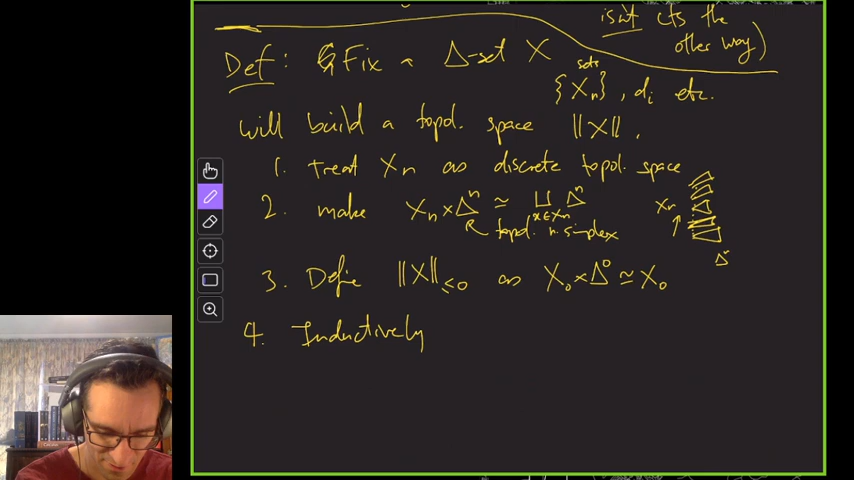 isn't cts the
other way)
Def: Fix a Δ-set X
sets
{Xₙ}, dᵢ etc.
will build a topol. space ||X||.
1. treat Xₙ as discrete topol. space
2. make Xₙ × Δⁿ ≃ ⊔ Δⁿ
x∈Xₙ
topol. n-simplex
Xₙ
Δⁿ
3. Define ||X||≤0 as X₀ × Δ⁰ ≃ X₀
4. Inductively